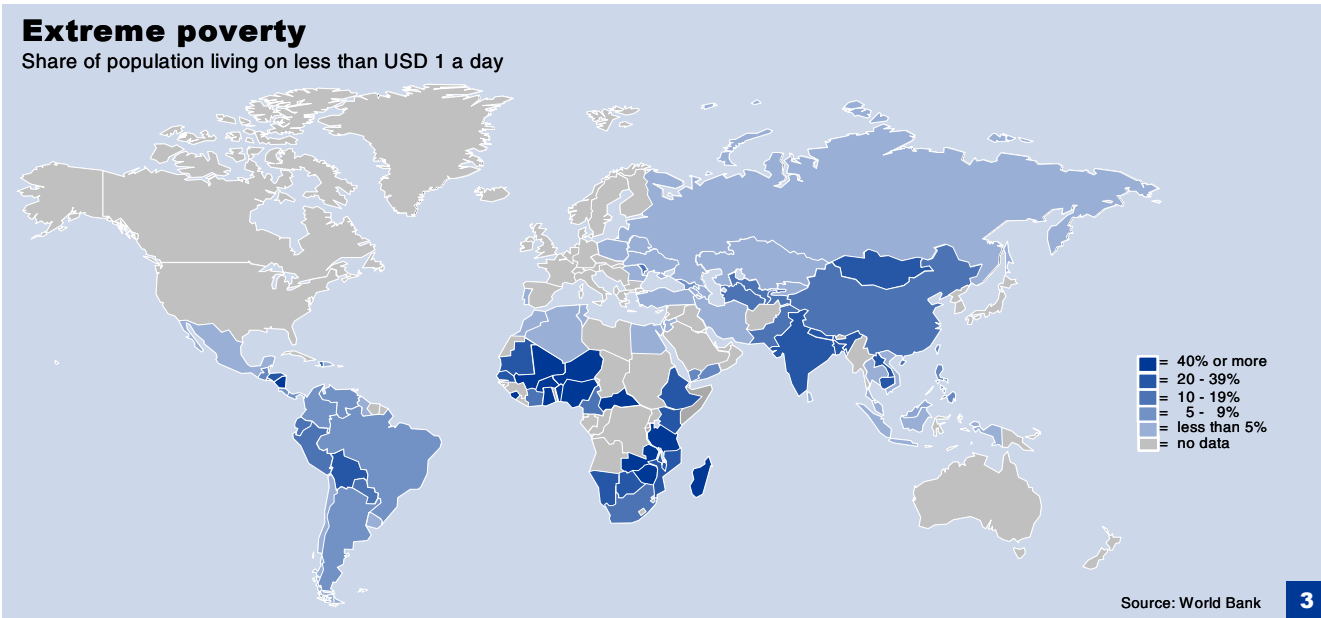 Extreme poverty
Share of population living on less than USD 1 a day
= 40% or more
= 20 - 39%
= 10 - 19%
= 5 - 9%
= less than 5%
= no data
Source: World Bank
3